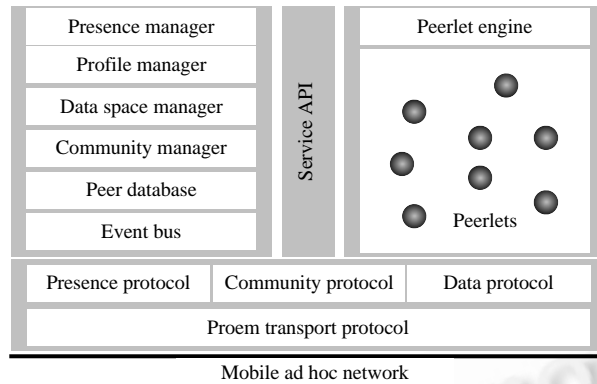 Presence manager
Profile manager
Data space manager
Community manager
Peer database
Event bus
Service API
Peerlet engine
Peerlets
Presence protocol
Community protocol
Data protocol
Proem transport protocol
Mobile ad hoc network